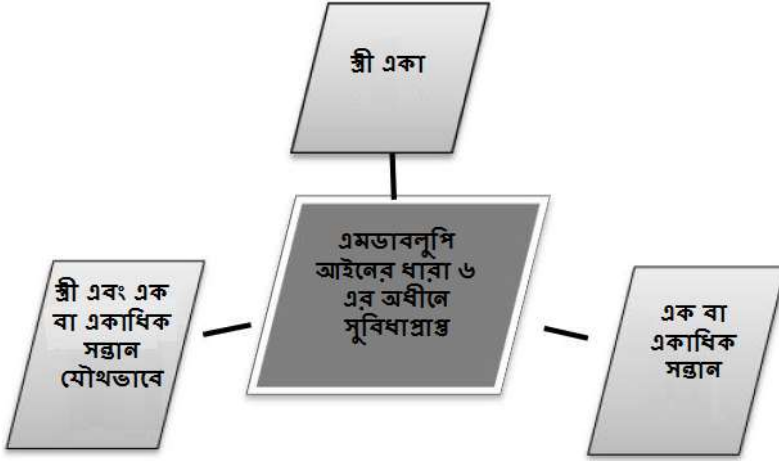 স্ত্রী একা
এমডাবলুপি
আইনের ধারা ৬
এর অধীনে
সুবিধাপ্রাপ্ত
স্ত্রী এবং এক
বা একাধিক
সন্তান
যৌথভাবে
এক বা
একাধিক
সন্তান